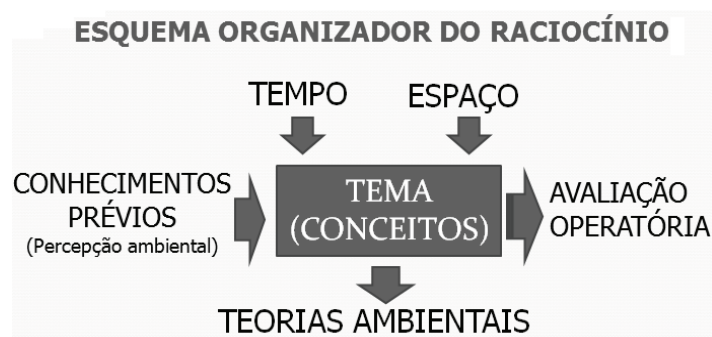 ESQUEMA ORGANIZADOR DO RACIOCÍNIO
TEMPO
ESPAÇO
CONHECIMENTOS
PRÉVIOS
(Percepção ambiental)
TEMA
(CONCEITOS)
AVALIAÇÃO
OPERATÓRIA
TEORIAS AMBIENTAIS